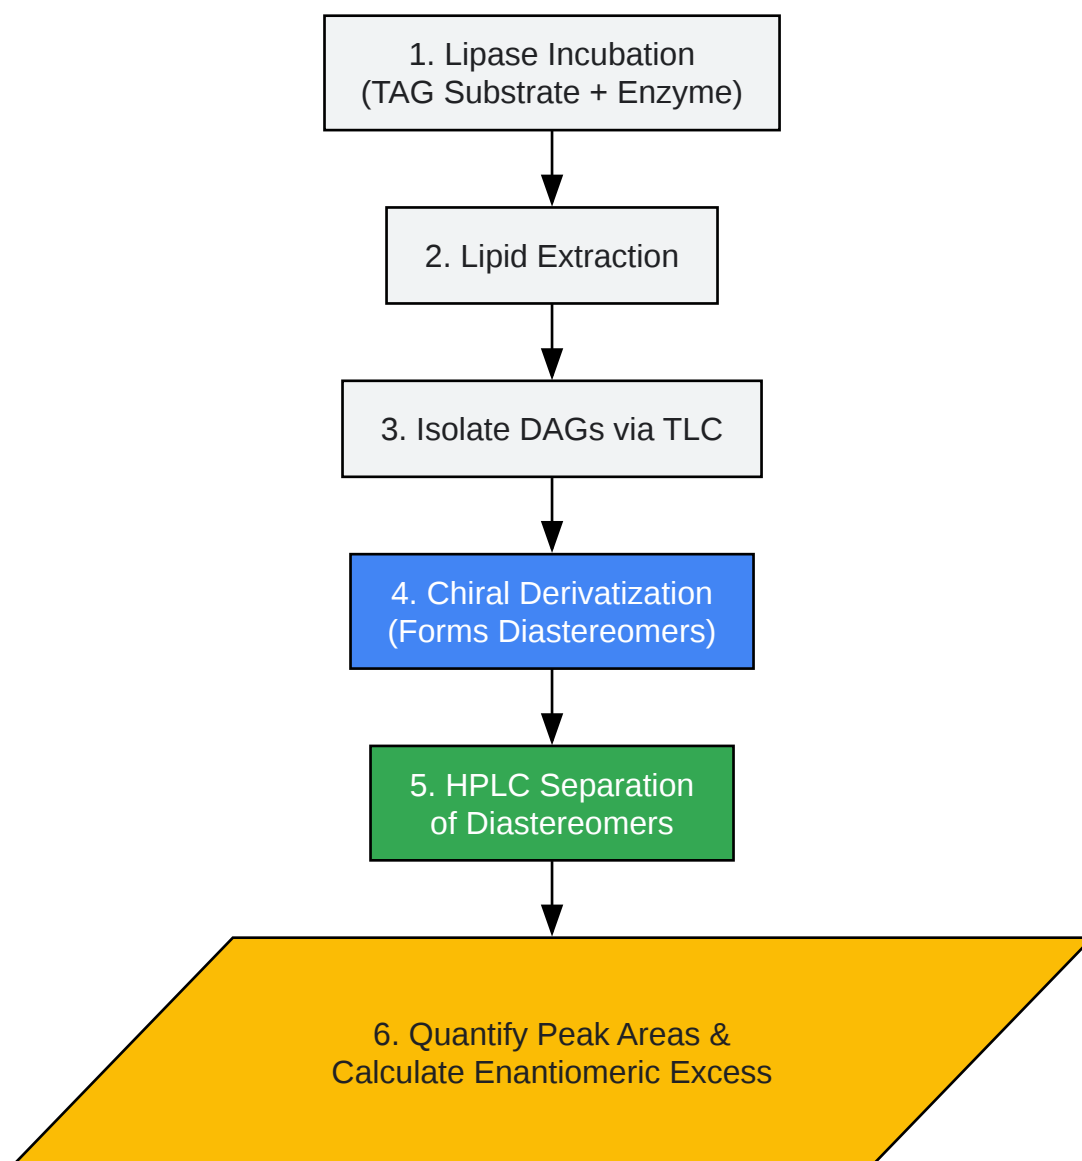 1. Lipase Incubation
(TAG Substrate + Enzyme)
2. Lipid Extraction
3. Isolate DAGs via TLC
4. Chiral Derivatization
(Forms Diastereomers)
5. HPLC Separation
of Diastereomers
6. Quantify Peak Areas &
Calculate Enantiomeric Excess